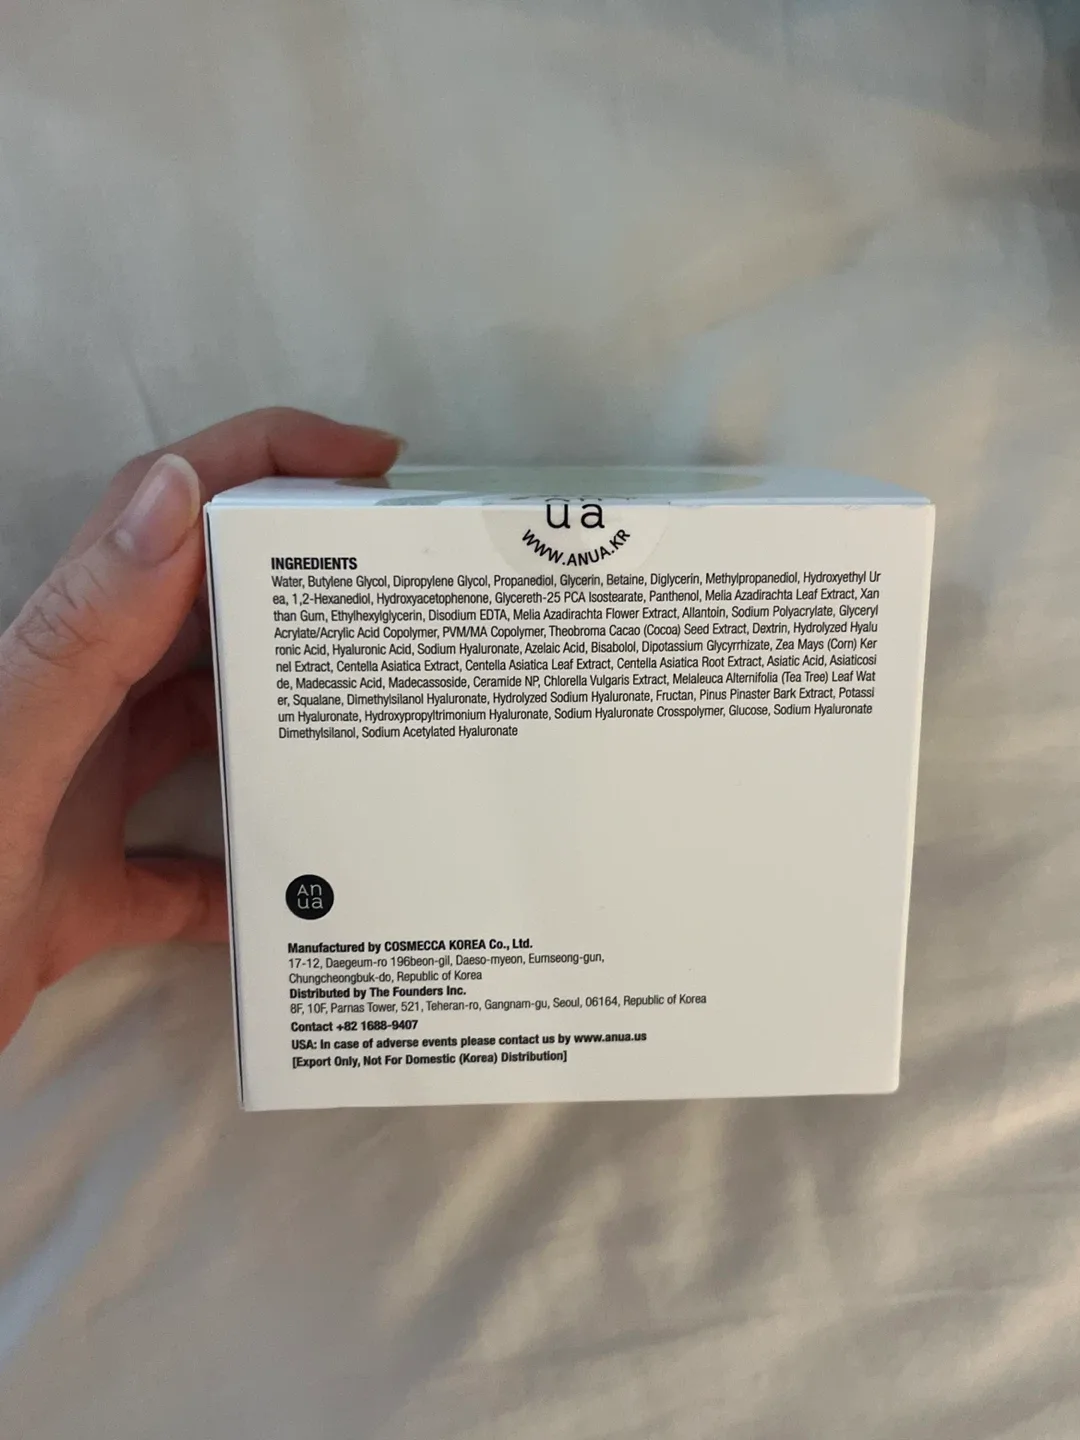 ua
WWW.ANUA.KR
INGREDIENTS
Water, Butylene Glycol, Dipropylene Glycol, Propanediol, Glycerin, Betaine, Diglycerin, Methylpropanediol, Hydroxyethyl Ur
ea, 1,2-Hexanediol, Hydroxyacetophenone, Glycereth-25 PCA Isostearate, Panthenol, Melia Azadirachta Leaf Extract, Xan
than Gum, Ethylhexylglycerin, Disodium EDTA, Melia Azadirachta Flower Extract, Allantoin, Sodium Polyacrylate, Glyceryl
Acrylate/Acrylic Acid Copolymer, PVM/MA Copolymer, Theobroma Cacao (Cocoa) Seed Extract, Dextrin, Hydrolyzed Hyalu
ronic Acid, Hyaluronic Acid, Sodium Hyaluronate, Azelaic Acid, Bisabolol, Dipotassium Glycyrrhizate, Zea Mays (Corn) Ker
nel Extract, Centella Asiatica Extract, Centella Asiatica Leaf Extract, Centella Asiatica Root Extract, Asiatic Acid, Asiaticosi
de, Madecassic Acid, Madecassoside, Ceramide NP, Chlorella Vulgaris Extract, Melaleuca Alternifolia (Tea Tree) Leaf Wat
er, Squalane, Dimethylsilanol Hyaluronate, Hydrolyzed Sodium Hyaluronate, Fructan, Pinus Pinaster Bark Extract, Potassi
um Hyaluronate, Hydroxypropyltrimonium Hyaluronate, Sodium Hyaluronate Crosspolymer, Glucose, Sodium Hyaluronate
Dimethylsilanol, Sodium Acetylated Hyaluronate
An
ua
Manufactured by COSMECCA KOREA Co., Ltd.
17-12, Daegeum-ro 196beon-gil, Daeso-myeon, Eumseong-gun,
Chungcheongbuk-do, Republic of Korea
Distributed by The Founders Inc.
8F, 10F, Parnas Tower, 521, Teheran-ro, Gangnam-gu, Seoul, 06164, Republic of Korea
Contact +82 1688-9407
USA: In case of adverse events please contact us by www.anua.us
[Export Only, Not For Domestic (Korea) Distribution]